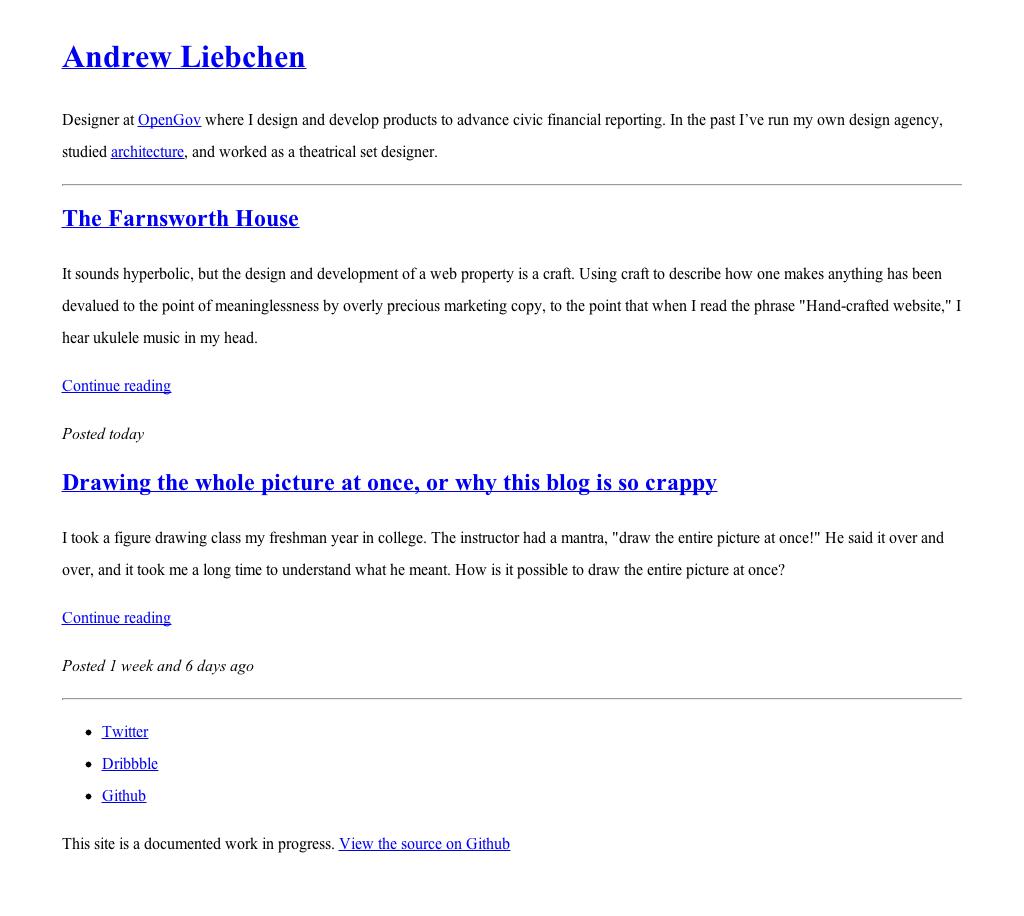 Andrew Liebchen
Designer at OpenGov where I design and develop products to advance civic financial reporting. In the past I’ve run my own design agency,
studied architecture, and worked as a theatrical set designer.
The Farnsworth House
It sounds hyperbolic, but the design and development of a web property is a craft. Using craft to describe how one makes anything has been
devalued to the point of meaninglessness by overly precious marketing copy, to the point that when I read the phrase "Hand-crafted website," I
hear ukulele music in my head.
Continue reading
Posted today
Drawing the whole picture at once, or why this blog is so crappy
I took a figure drawing class my freshman year in college. The instructor had a mantra, "draw the entire picture at once!" He said it over and
over, and it took me a long time to understand what he meant. How is it possible to draw the entire picture at once?
Continue reading
Posted 1 week and 6 days ago
Twitter
Dribbble
Github
This site is a documented work in progress. View the source on Github